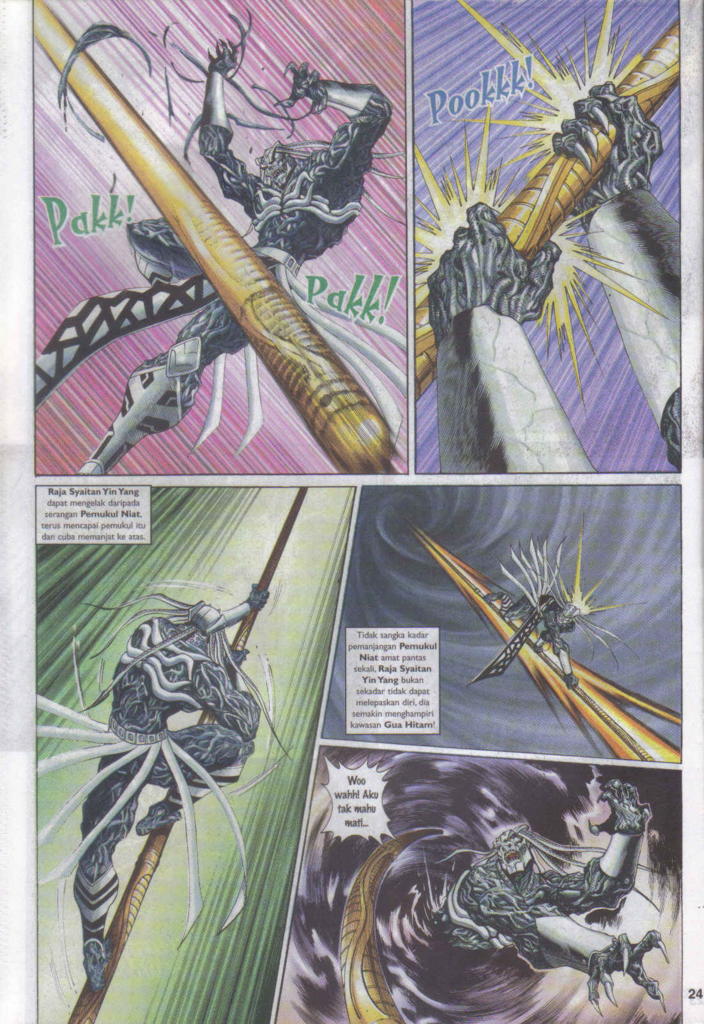 Pakk!
Pakk!
Pookkk!
Raja Syaitan Yin Yang
dapat mengelak daripada
serangan Pemukul Niat,
terus mencapai pemukul itu
dan cuba memanjat ke atas.
Tidak sangka kadar
pemanjangan Pemukul
Niat amat pantas
sekali, Raja Syaitan
Yin Yang bukan
sekadar tidak dapat
melepaskan diri, dia
semakin menghampiri
kawasan Gua Hitam!
Woo
wahh! Aku
tak mahu
mati...
24